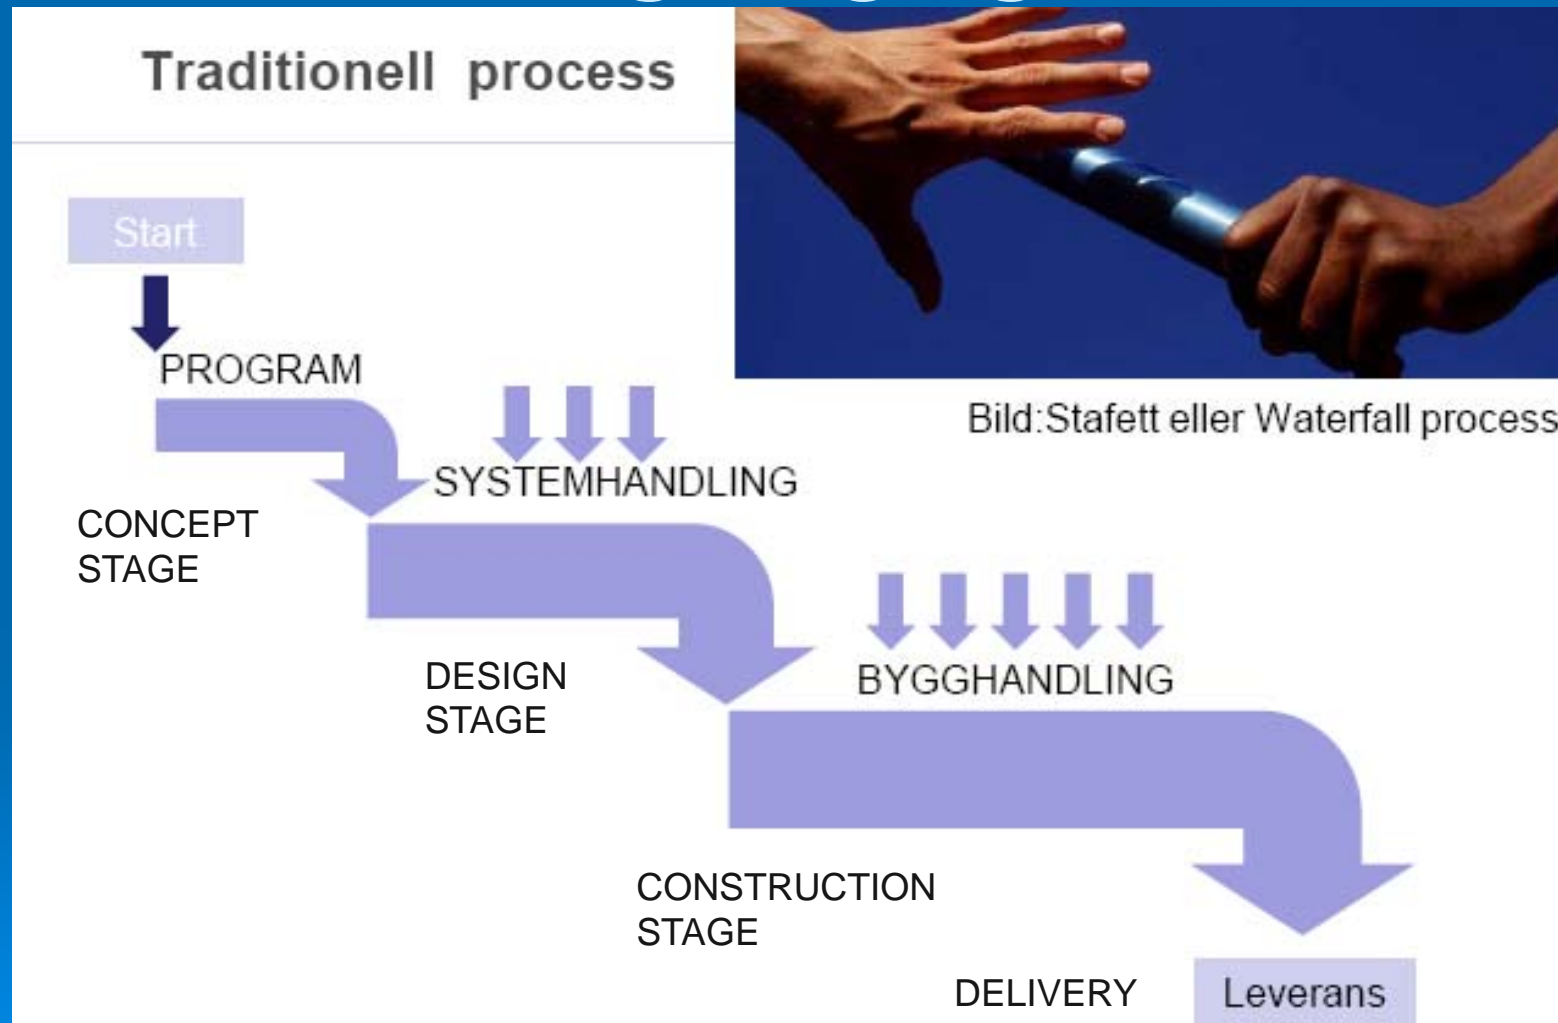 Traditionell process
Start
PROGRAM
Bild:Stafett eller Waterfall process
SYSTEMHANDLING
CONCEPT
STAGE
DESIGN
STAGE
BYGGHANDLING
CONSTRUCTION
STAGE
DELIVERY
Leverans